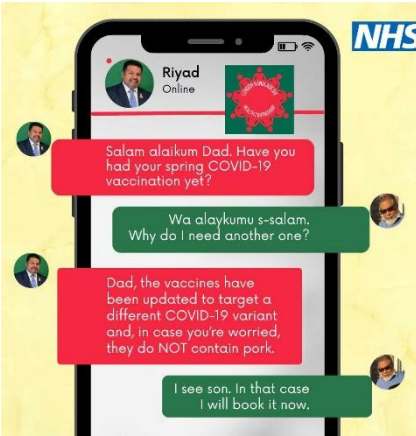 NHS
Riyad
Online
Salam alaikum Dad. Have you
had your spring COVID-19
vaccination yet?
Wa alaykumu s-salam.
Why do I need another one?
Dad, the vaccines have
been updated to target a
different COVID-19 variant
and, in case you're worried,
they do NOT contain pork.
I see son. In that case
I will book it now.